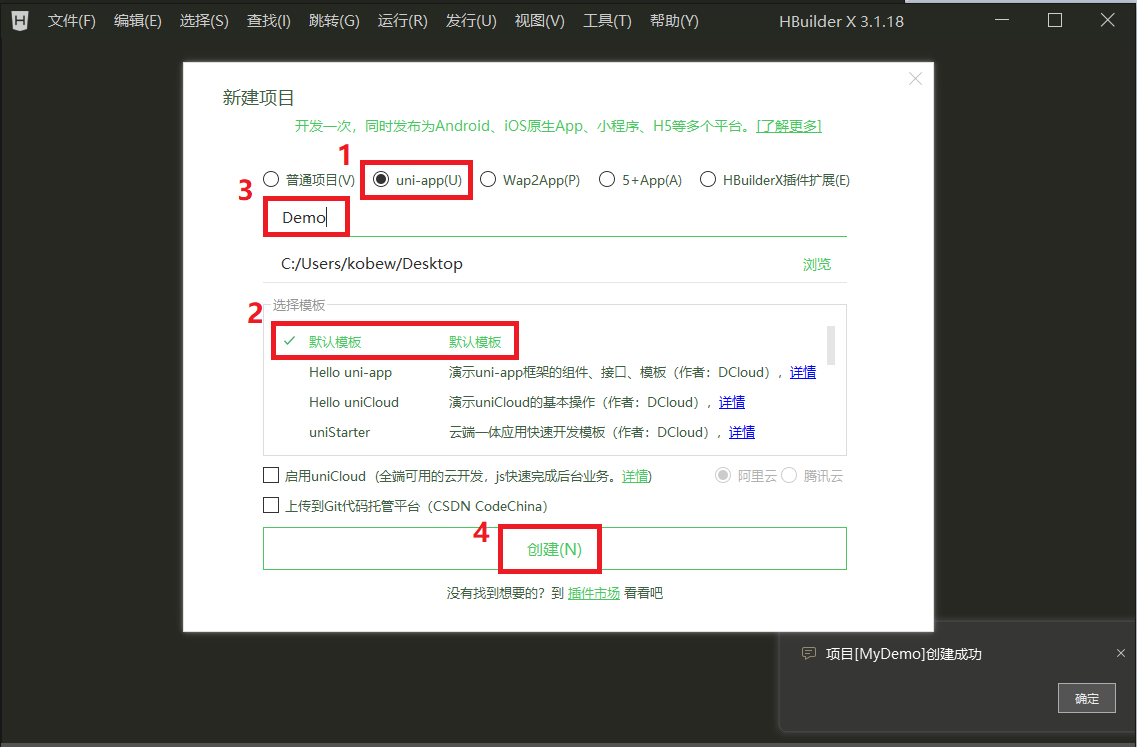 H 文件(F) 编辑(E) 选择(S) 查找(I) 跳转(G) 运行(R) 发行(U) 视图(V) 工具(T) 帮助(Y) HBuilder X 3.1.18
新建项目
开发一次，同时发布为Android、iOS原生App、小程序、H5等多个平台。[了解更多]
1
普通项目(V) uni-app(U) Wap2App(P) 5+App(A) HBuilderX插件扩展(E)
3
Demo
C:/Users/kobew/Desktop 浏览
2 选择模板
默认模板 默认模板
Hello uni-app 演示uni-app框架的组件、接口、模板（作者：DCloud），详情
Hello uniCloud 演示uniCloud的基本操作（作者：DCloud），详情
uniStarter 云端一体应用快速开发模板（作者：DCloud），详情
启用uniCloud（全端可用的云开发，js快速完成后台业务。详情) 阿里云 腾讯云
上传到Git代码托管平台（CSDN CodeChina）
4 创建(N)
没有找到想要的？到 插件市场 看看吧
项目[MyDemo]创建成功
确定